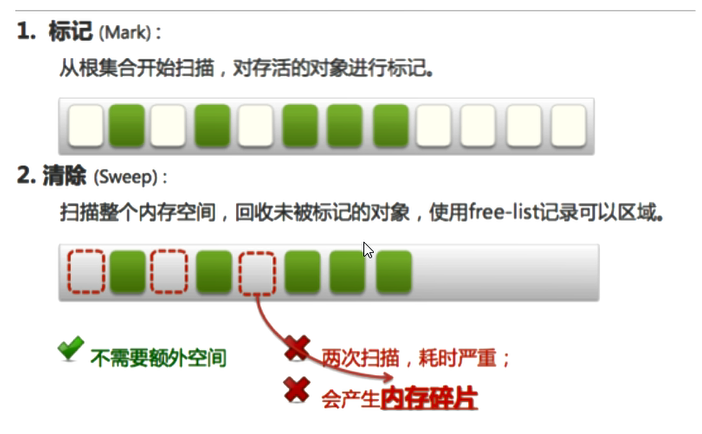 1. 标记 (Mark) :
从根集合开始扫描，对存活的对象进行标记。
2. 清除 (Sweep) :
扫描整个内存空间，回收未被标记的对象，使用free-list记录可以区域。
不需要额外空间
两次扫描，耗时严重；
会产生内存碎片